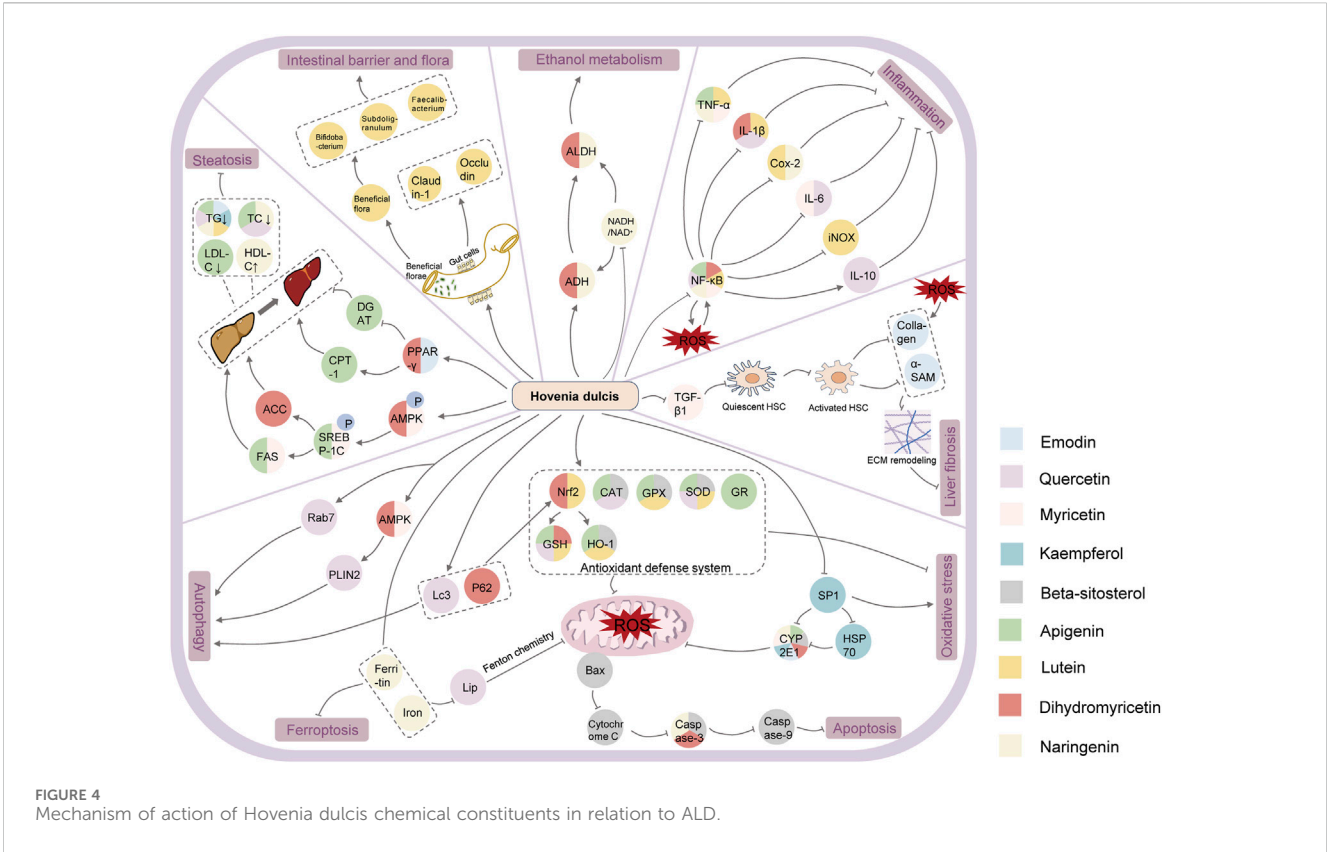 Intestinal barrier and flora
Faecalib-
acterium
Subdolig-
ranulum
Bifidoba
-cterium
Beneficial
flora
Claud
in-1
Occlu
din
Gut cells
Beneficial
florae
Ethanol metabolism
ALDH
NADH
/NAD⁺
ADH
Inflammation
TNF-α
IL-1β
Cox-2
IL-6
iNOX
IL-10
NF-κB
ROS
Steatosis
TG↓
TC ↓
LDL-
C ↓
HDL-
C↑
DG
AT
CPT
-1
PPAR
-γ
ACC
P
AMPK
P
SREB
P-1C
FAS
Hovenia dulcis
TGF-
β1
Quiescent HSC
Activated HSC
ROS
Colla-
gen
α-
SAM
ECM remodeling
Liver fibrosis
Autophagy
Rab7
AMPK
PLIN2
Lc3
P62
Nrf2
CAT
GPX
SOD
GR
GSH
HO-1
Antioxidant defense system
Oxidative stress
SP1
CYP
2E1
HSP
70
ROS
Fenton chemistry
Ferri
-tin
Iron
Lip
Ferroptosis
Bax
Cytochr
ome C
Casp
ase-3
Casp
ase-9
Apoptosis
Emodin
Quercetin
Myricetin
Kaempferol
Beta-sitosterol
Apigenin
Lutein
Dihydromyricetin
Naringenin
FIGURE 4
Mechanism of action of Hovenia dulcis chemical constituents in relation to ALD.